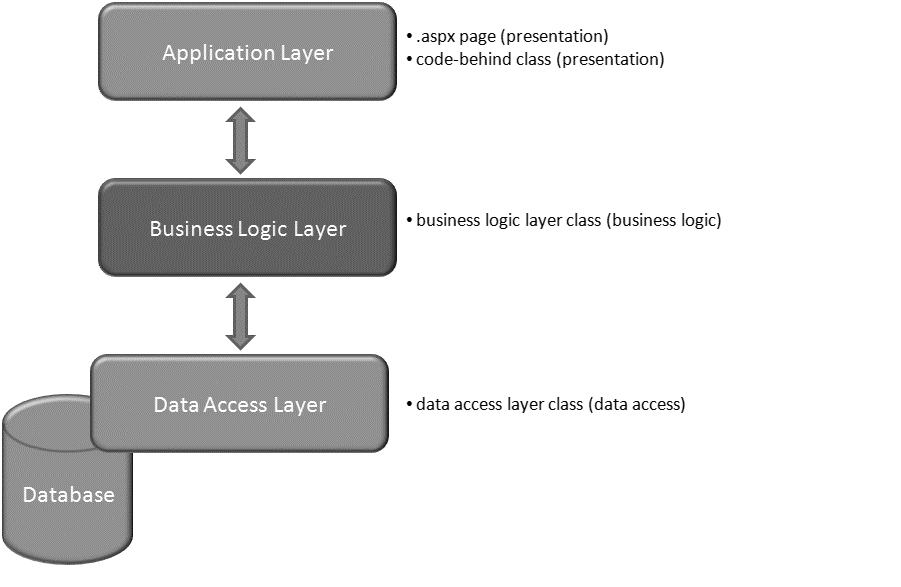 Application Layer
• .aspx page (presentation)
• code-behind class (presentation)
Business Logic Layer
• business logic layer class (business logic)
Data Access Layer
• data access layer class (data access)
Database